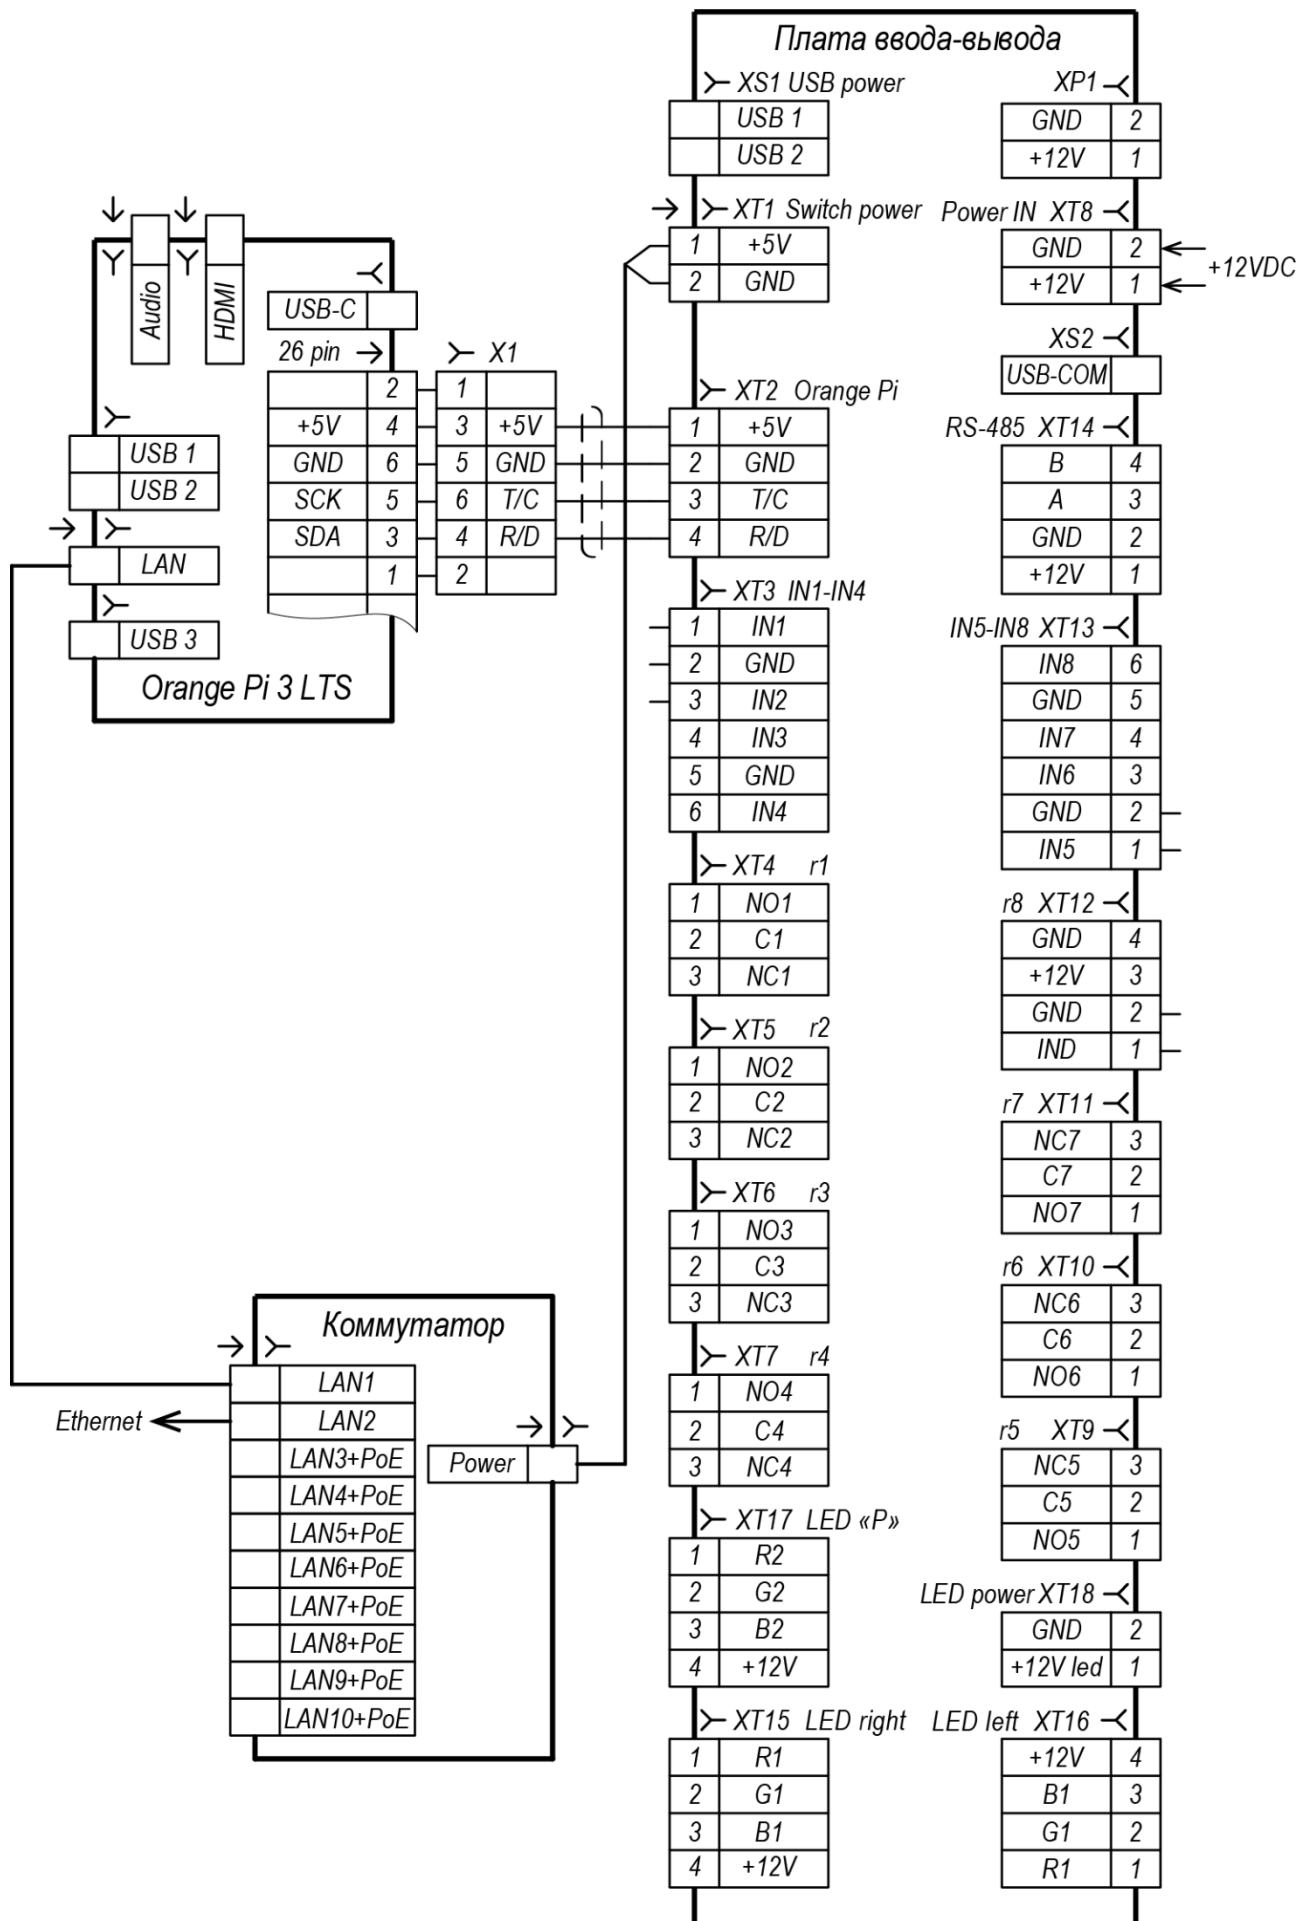 Плата ввода-вывода
XS1 USB power
USB 1
USB 2
XT1 Switch power
1 +5V
2 GND
XT2 Orange Pi
1 +5V
2 GND
3 T/C
4 R/D
XT3 IN1-IN4
1 IN1
2 GND
3 IN2
4 IN3
5 GND
6 IN4
XT4 r1
1 NO1
2 C1
3 NC1
XT5 r2
1 NO2
2 C2
3 NC2
XT6 r3
1 NO3
2 C3
3 NC3
XT7 r4
1 NO4
2 C4
3 NC4
XT17 LED «P»
1 R2
2 G2
3 B2
4 +12V
XT15 LED right
1 R1
2 G1
3 B1
4 +12V
XP1
GND 2
+12V 1
Power IN XT8
GND 2
+12V 1
+12VDC
XS2
USB-COM
RS-485 XT14
B 4
A 3
GND 2
+12V 1
IN5-IN8 XT13
IN8 6
GND 5
IN7 4
IN6 3
GND 2
IN5 1
r8 XT12
GND 4
+12V 3
GND 2
IND 1
r7 XT11
NC7 3
C7 2
NO7 1
r6 XT10
NC6 3
C6 2
NO6 1
r5 XT9
NC5 3
C5 2
NO5 1
LED power XT18
GND 2
+12V led 1
LED left XT16
+12V 4
B1 3
G1 2
R1 1
Audio
HDMI
USB-C
26 pin
2
+5V 4
GND 6
SCK 5
SDA 3
1
X1
1
3 +5V
5 GND
6 T/C
4 R/D
2
USB 1
USB 2
LAN
USB 3
Orange Pi 3 LTS
Коммутатор
LAN1
LAN2
LAN3+PoE
LAN4+PoE
LAN5+PoE
LAN6+PoE
LAN7+PoE
LAN8+PoE
LAN9+PoE
LAN10+PoE
Ethernet
Power